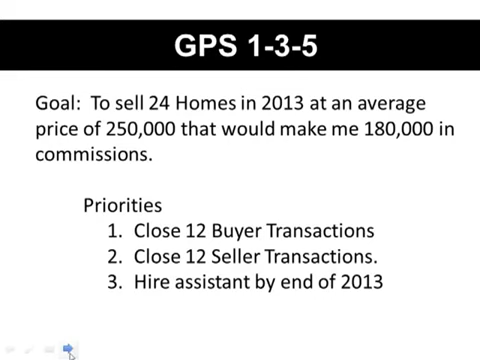 GPS 1-3-5
Goal: To sell 24 Homes in 2013 at an average
price of 250,000 that would make me 180,000 in
commissions.
Priorities
1. Close 12 Buyer Transactions
2. Close 12 Seller Transactions.
3. Hire assistant by end of 2013